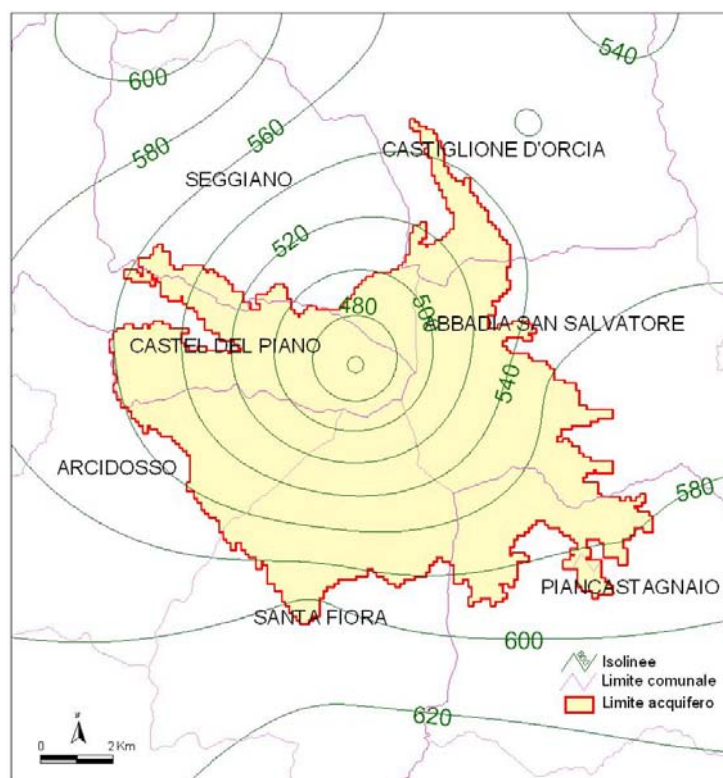 600
540
580
560
CASTIGLIONE D'ORCIA
SEGGIANO
520
480
500
ABBADIA SAN SALVATORE
CASTEL DEL PIANO
540
ARCIDOSSO
580
PIANCASTAGNAIO
SANTA FIORA
600
Isolinee
Limite comunale
Limite acquifero
620
0 2 Km